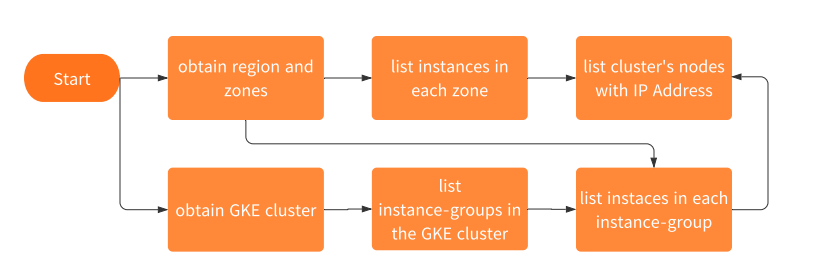 Start
obtain region and
zones
list instances in
each zone
list cluster's nodes
with IP Address
obtain GKE cluster
list
instance-groups in
the GKE cluster
list instaces in each
instance-group